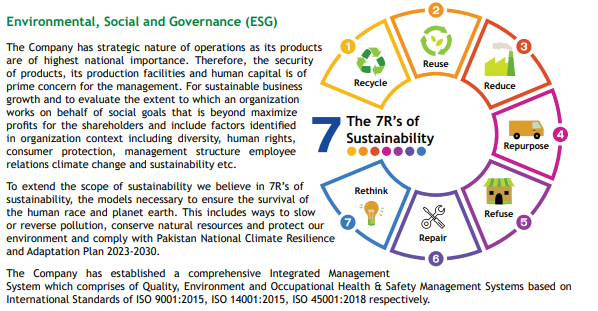 Environmental, Social and Governance (ESG)
The Company has strategic nature of operations as its products
are of highest national importance. Therefore, the security
of products, its production facilities and human capital is of
prime concern for the management. For sustainable business
growth and to evaluate the extent to which an organization
works on behalf of social goals that is beyond maximize
profits for the shareholders and include factors identified
in organization context including diversity, human rights,
consumer protection, management structure employee
relations climate change and sustainability etc.
To extend the scope of sustainability we believe in 7R's of
sustainability, the models necessary to ensure the survival of
the human race and planet earth. This includes ways to slow
or reverse pollution, conserve natural resources and protect our
environment and comply with Pakistan National Climate Resilience
and Adaptation Plan 2023-2030.
The Company has established a comprehensive Integrated Management
System which comprises of Quality, Environment and Occupational Health & Safety Management Systems based on
International Standards of ISO 9001:2015, ISO 14001:2015, ISO 45001:2018 respectively.
7 The 7R's of
Sustainability
1
Recycle
2
Reuse
3
Reduce
4
Repurpose
5
Refuse
6
Repair
7
Rethink